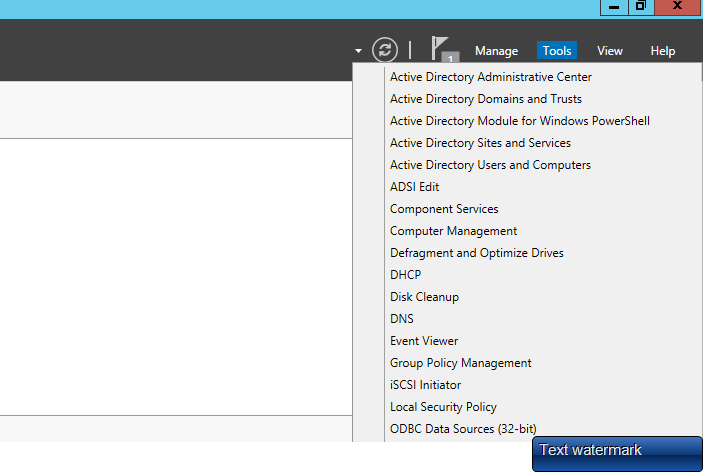 1
Manage Tools View Help
Active Directory Administrative Center
Active Directory Domains and Trusts
Active Directory Module for Windows PowerShell
Active Directory Sites and Services
Active Directory Users and Computers
ADSI Edit
Component Services
Computer Management
Defragment and Optimize Drives
DHCP
Disk Cleanup
DNS
Event Viewer
Group Policy Management
iSCSI Initiator
Local Security Policy
ODBC Data Sources (32-bit)
Text watermark